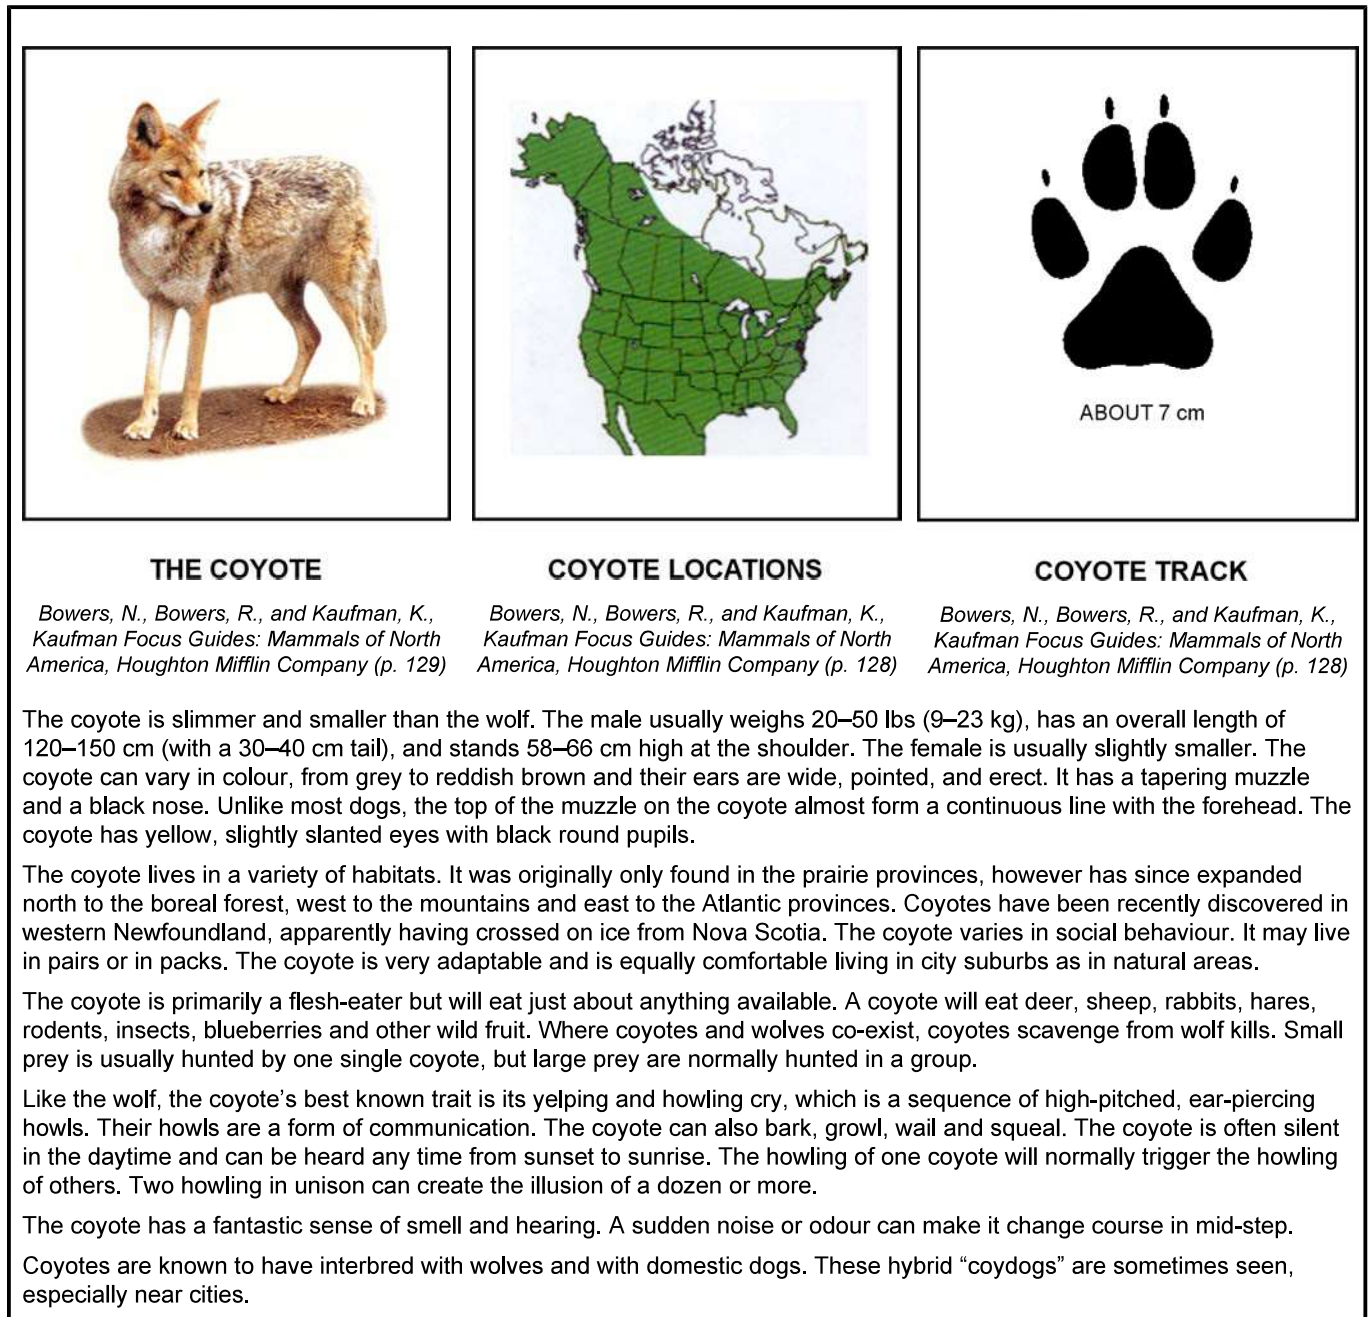 ABOUT 7 cm
THE COYOTE
Bowers, N., Bowers, R., and Kaufman, K.,
Kaufman Focus Guides: Mammals of North
America, Houghton Mifflin Company (p. 129)
COYOTE LOCATIONS
Bowers, N., Bowers, R., and Kaufman, K.,
Kaufman Focus Guides: Mammals of North
America, Houghton Mifflin Company (p. 128)
COYOTE TRACK
Bowers, N., Bowers, R., and Kaufman, K.,
Kaufman Focus Guides: Mammals of North
America, Houghton Mifflin Company (p. 128)
The coyote is slimmer and smaller than the wolf. The male usually weighs 20–50 lbs (9–23 kg), has an overall length of
120–150 cm (with a 30–40 cm tail), and stands 58–66 cm high at the shoulder. The female is usually slightly smaller. The
coyote can vary in colour, from grey to reddish brown and their ears are wide, pointed, and erect. It has a tapering muzzle
and a black nose. Unlike most dogs, the top of the muzzle on the coyote almost form a continuous line with the forehead. The
coyote has yellow, slightly slanted eyes with black round pupils.
The coyote lives in a variety of habitats. It was originally only found in the prairie provinces, however has since expanded
north to the boreal forest, west to the mountains and east to the Atlantic provinces. Coyotes have been recently discovered in
western Newfoundland, apparently having crossed on ice from Nova Scotia. The coyote varies in social behaviour. It may live
in pairs or in packs. The coyote is very adaptable and is equally comfortable living in city suburbs as in natural areas.
The coyote is primarily a flesh-eater but will eat just about anything available. A coyote will eat deer, sheep, rabbits, hares,
rodents, insects, blueberries and other wild fruit. Where coyotes and wolves co-exist, coyotes scavenge from wolf kills. Small
prey is usually hunted by one single coyote, but large prey are normally hunted in a group.
Like the wolf, the coyote's best known trait is its yelping and howling cry, which is a sequence of high-pitched, ear-piercing
howls. Their howls are a form of communication. The coyote can also bark, growl, wail and squeal. The coyote is often silent
in the daytime and can be heard any time from sunset to sunrise. The howling of one coyote will normally trigger the howling
of others. Two howling in unison can create the illusion of a dozen or more.
The coyote has a fantastic sense of smell and hearing. A sudden noise or odour can make it change course in mid-step.
Coyotes are known to have interbred with wolves and with domestic dogs. These hybrid “coydogs” are sometimes seen,
especially near cities.